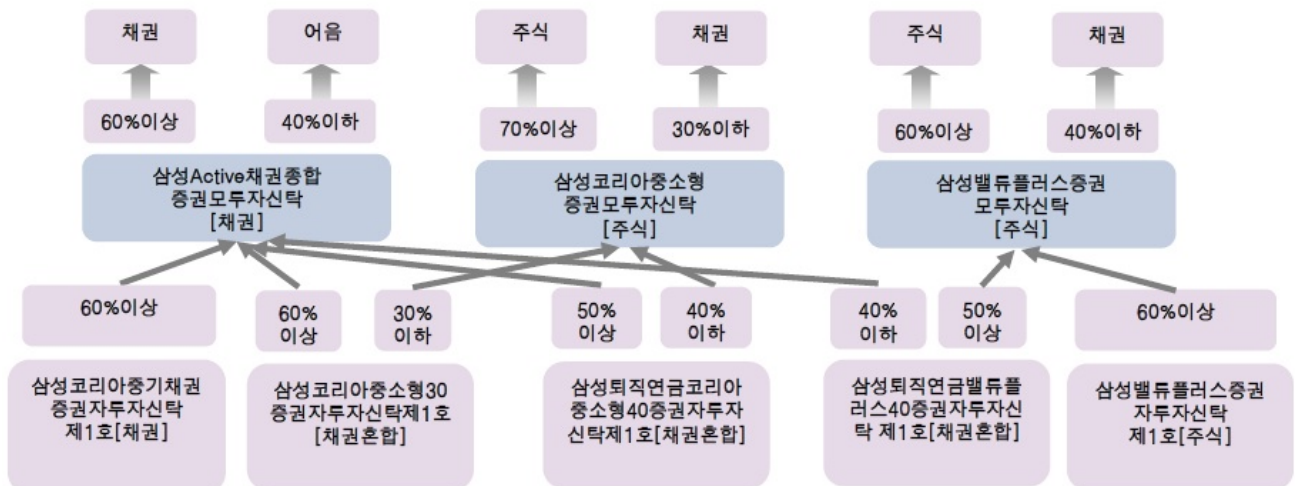 채권
어음
주식
채권
주식
채권
60%이상
40%이하
70%이상
30%이하
60%이상
40%이하
삼성Active채권종합
증권모투자신탁
[채권]
삼성코리아중소형
증권모투자신탁
[주식]
삼성밸류플러스증권
모투자신탁
[주식]
60%이상
60%
이상
30%
이하
50%
이상
40%
이하
40%
이하
50%
이상
60%이상
삼성코리아중기채권
증권자투자신탁
제1호[채권]
삼성코리아중소형30
증권자투자신탁제1호
[채권혼합]
삼성퇴직연금코리아
중소형40증권자투자
신탁제1호[채권혼합]
삼성퇴직연금밸류플
러스40증권자투자신
탁 제1호[채권혼합]
삼성밸류플러스증권
자투자신탁
제1호[주식]